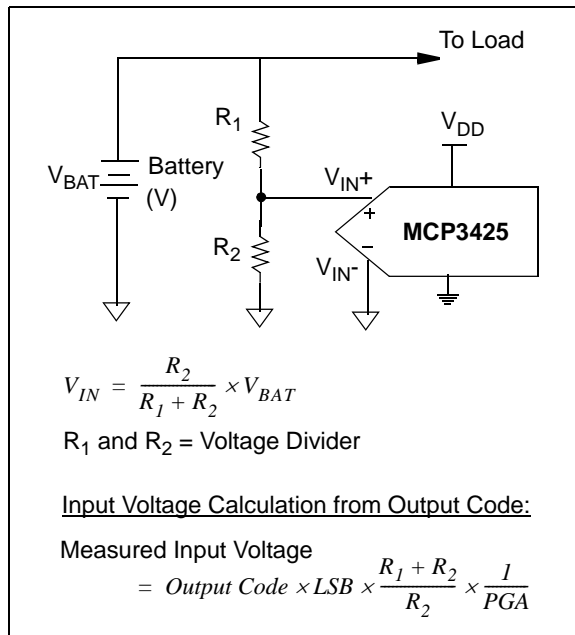 To Load
R1
VDD
VBAT
Battery
(V)
VIN+
+
MCP3425
R2
−
VIN-
VIN = R2 / (R1 + R2) × VBAT
R1 and R2 = Voltage Divider
Input Voltage Calculation from Output Code:
Measured Input Voltage
= Output Code × LSB × (R1 + R2) / R2 × 1 / PGA